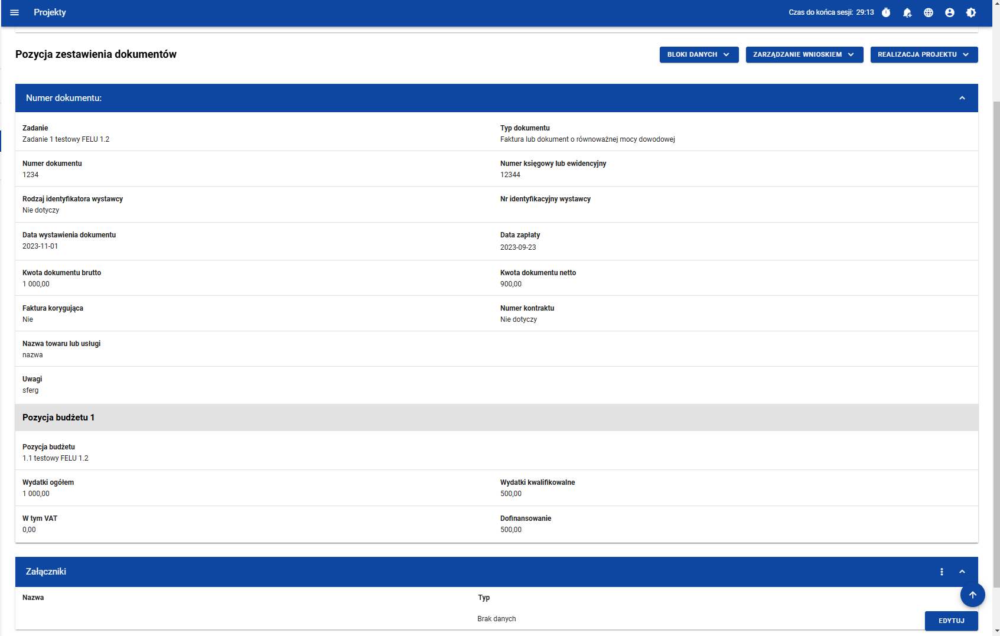 Projekty
Czas do końca sesji: 29:13
Pozycja zestawienia dokumentów
BLOKI DANYCH
ZARZĄDZANIE WNIOSKIEM
REALIZACJA PROJEKTU
Numer dokumentu:
Zadanie
Zadanie 1 testowy FELU 1.2
Typ dokumentu
Faktura lub dokument o równoważnej mocy dowodowej
Numer dokumentu
1234
Numer księgowy lub ewidencyjny
12344
Rodzaj identyfikatora wystawcy
Nie dotyczy
Nr identyfikacyjny wystawcy
Data wystawienia dokumentu
2023-11-01
Data zapłaty
2023-09-23
Kwota dokumentu brutto
1 000,00
Kwota dokumentu netto
900,00
Faktura korygująca
Nie
Numer kontraktu
Nie dotyczy
Nazwa towaru lub usługi
nazwa
Uwagi
sferg
Pozycja budżetu 1
Pozycja budżetu
1.1 testowy FELU 1.2
Wydatki ogółem
1 000,00
Wydatki kwalifikowalne
500,00
W tym VAT
0,00
Dofinansowanie
500,00
Załączniki
Nazwa
Typ
Brak danych
EDYTUJ